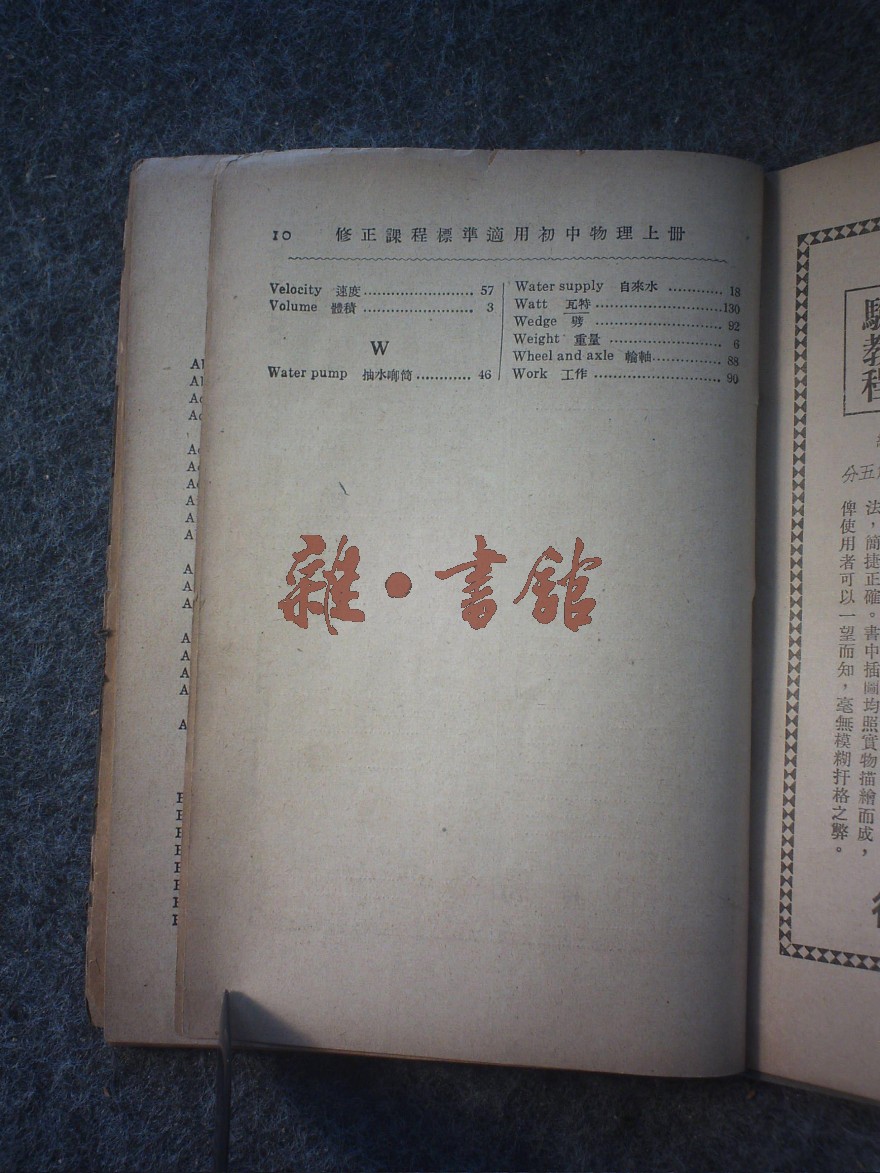 10 修正課程標準適用初中物理上冊
Velocity 速度 ........................ 57
Volume 體積 ........................ 3
W
Water pump 抽水唧筒 ........... 46
Water supply 自來水 ........... 18
Watt 瓦特 ...........................130
Wedge 劈 ........................... 92
Weight 重量 ........................ 6
Wheel and axle 輪軸............... 88
Work 工作 ........................... 90
雜·書館
教
程
分
五
法，簡捷正確。書中插圖均照實物描繪而成，
俾使用者可以一望而知，毫無模糊扞格之弊。